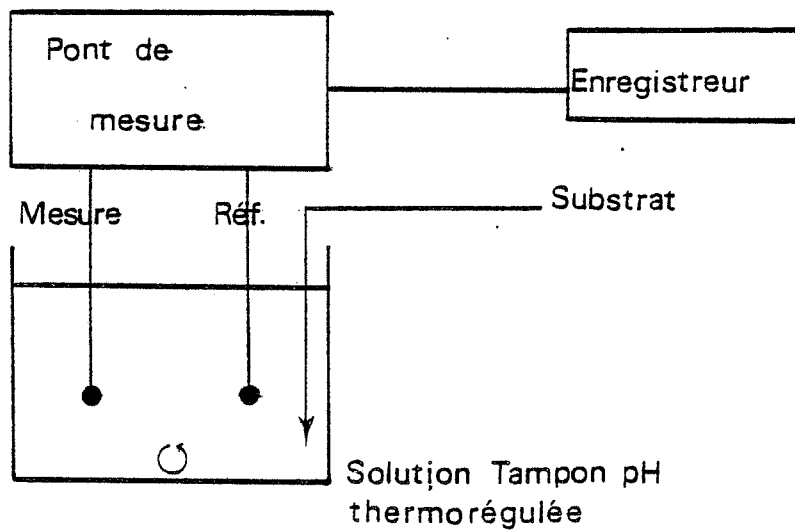 Pont de
mesure
Enregistreur
Mesure
Réf.
Substrat
Solution Tampon pH
thermorégulée